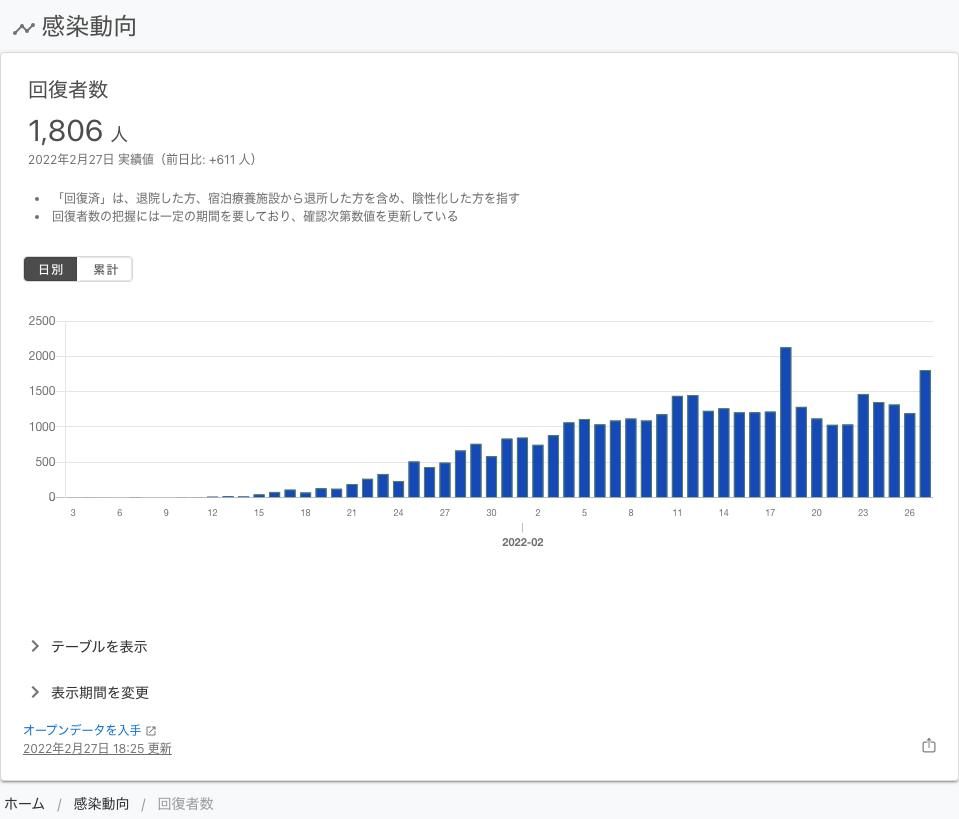 感染動向
回復者数
1,806 人
2022年2月27日 実績値（前日比: +611 人）
• 「回復済」は、退院した方、宿泊療養施設から退所した方を含め、陰性化した方を指す
• 回復者数の把握には一定の期間を要しており、確認次第数値を更新している
日別 累計
2500
2000
1500
1000
500
0
3 6 9 12 15 18 21 24 27 30 2 5 8 11 14 17 20 23 26
2022-02
テーブルを表示
表示期間を変更
オープンデータを入手
2022年2月27日 18:25 更新
ホーム / 感染動向 / 回復者数